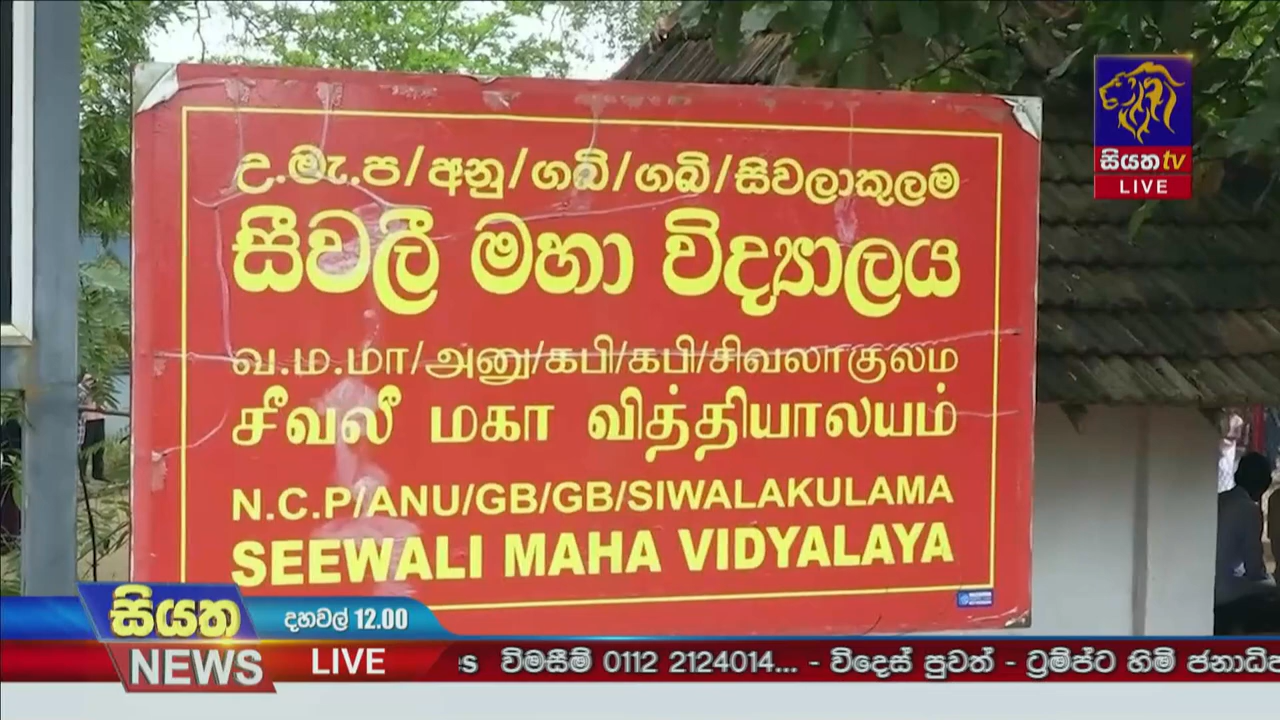 උ.මැ.ප/අනු/ගබි/ගබි/සිවලාකුලම
සීවලී මහා විද්‍යාලය
வ.ம.மா/அனு/கபி/கபி/சிவலாகுலம
சீவலீ மகா வித்தியாலயம்
N.C.P/ANU/GB/GB/SIWALAKULAMA
SEEWALI MAHA VIDYALAYA
සියත tv
LIVE
සියත
දහවල් 12.00
NEWS LIVE
විමසීම් 0112 2124014... - විදෙස් පුවත් - ට්‍රම්ප්ට හිමි